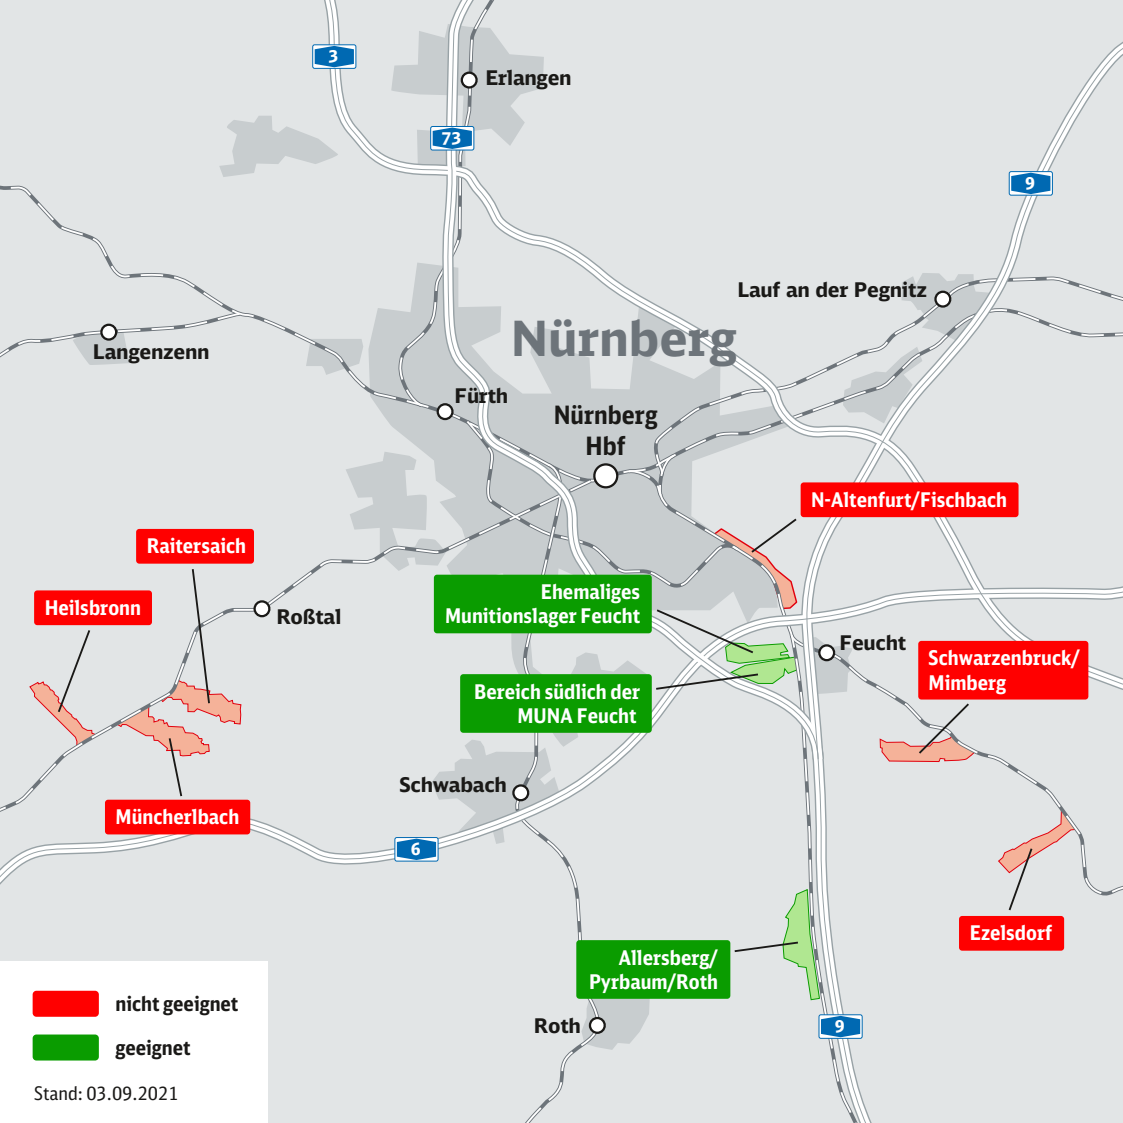 3
Erlangen
73
9
Lauf an der Pegnitz
Nürnberg
Langenzenn
Fürth
Nürnberg
Hbf
N-Altenfurt/Fischbach
Raitersaich
Ehemaliges
Munitionslager Feucht
Heilsbronn
Roßtal
Feucht
Schwarzenbruck/
Mimberg
Bereich südlich der
MUNA Feucht
Schwabach
Müncherlbach
6
Ezelsdorf
Allersberg/
Pyrbaum/Roth
nicht geeignet
Roth
9
geeignet
Stand: 03.09.2021